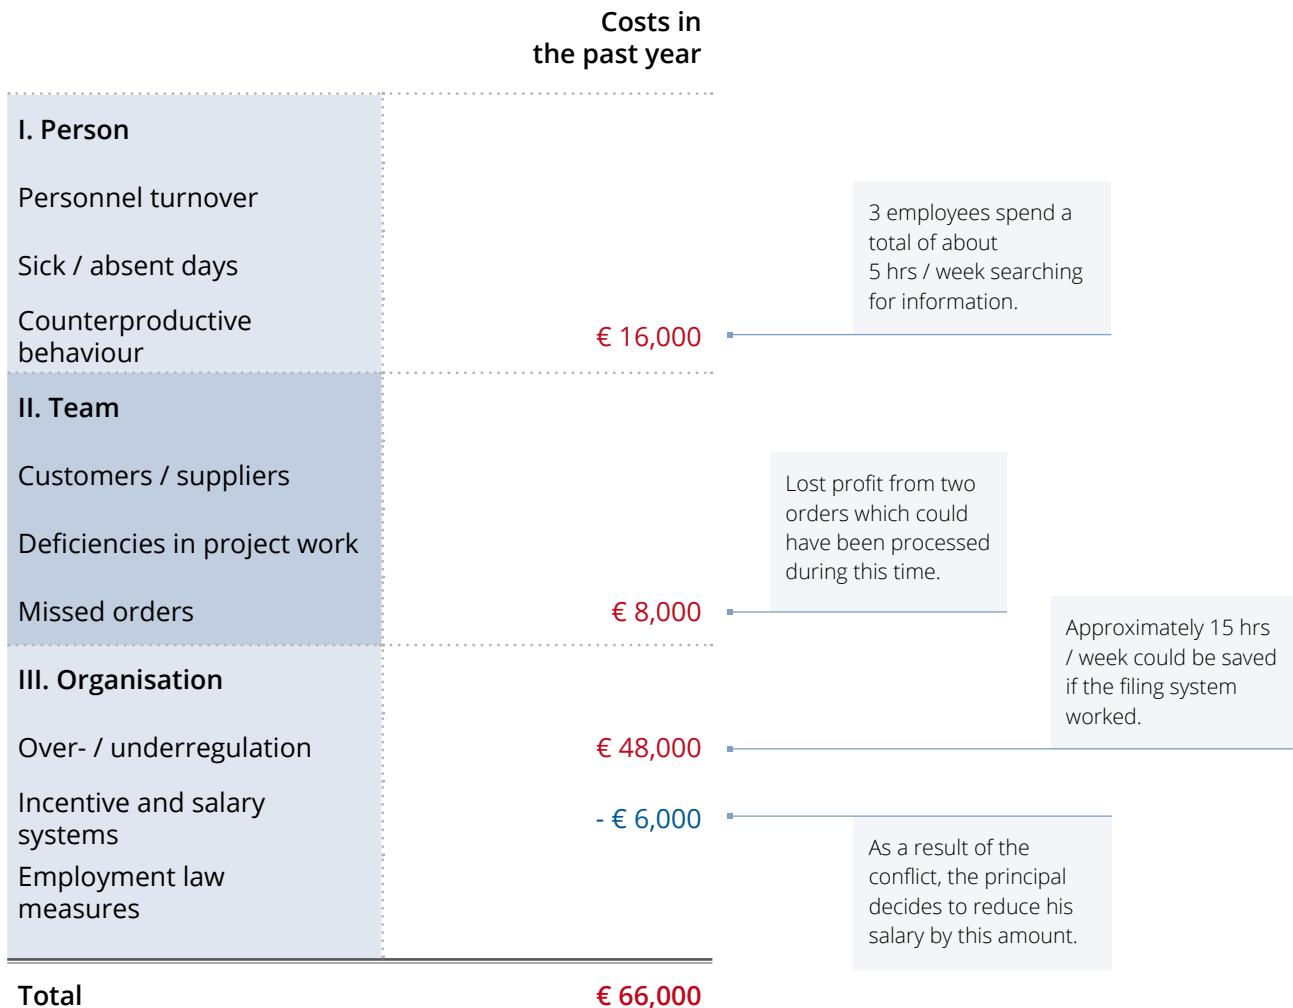 Costs in
the past year
I. Person
Personnel turnover
Sick / absent days
Counterproductive
behaviour
€ 16,000
3 employees spend a
total of about
5 hrs / week searching
for information.
II. Team
Customers / suppliers
Deficiencies in project work
Missed orders
€ 8,000
Lost profit from two
orders which could
have been processed
during this time.
III. Organisation
Over- / underregulation
€ 48,000
Approximately 15 hrs
/ week could be saved
if the filing system
worked.
Incentive and salary
systems
- € 6,000
As a result of the
conflict, the principal
decides to reduce his
salary by this amount.
Employment law
measures
Total
€ 66,000